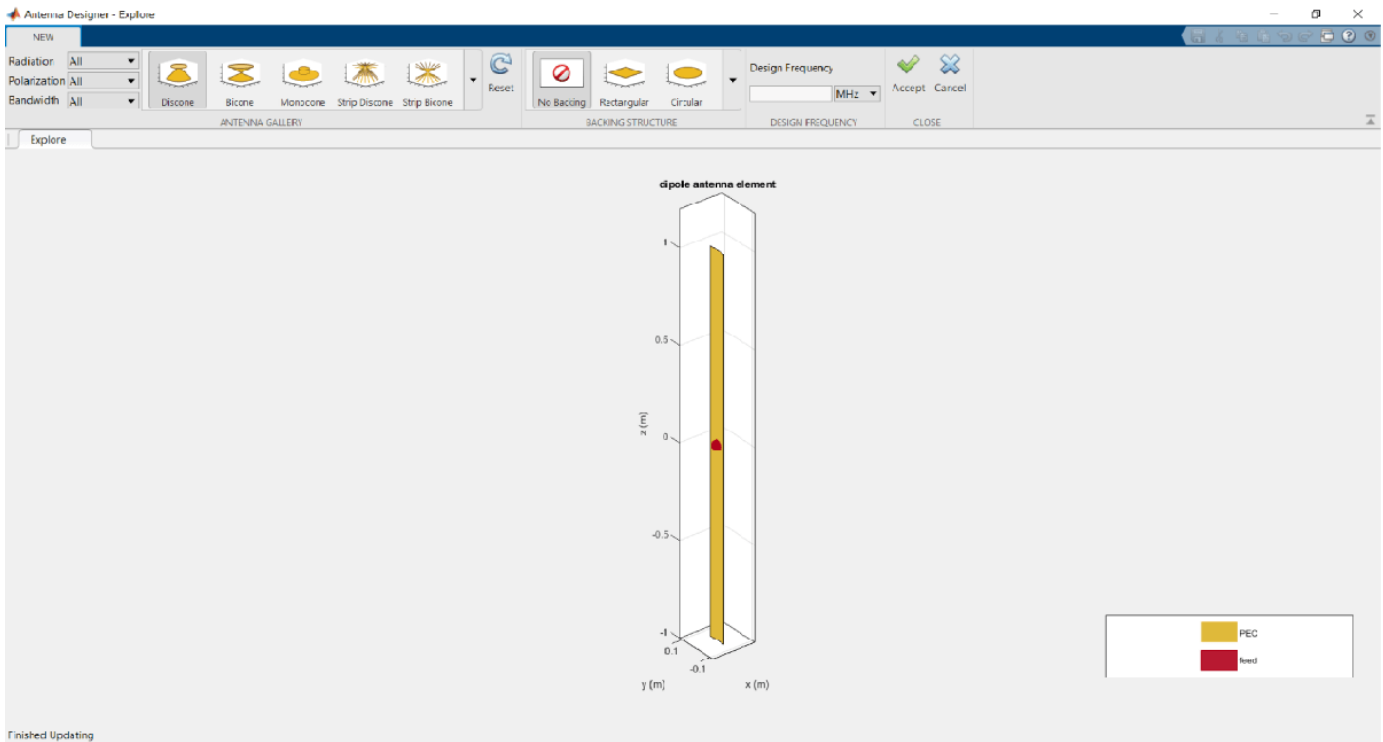 Antenna Designer - Explore
NEW
Radiation All
Polarization All
Bandwidth All
Discone Bicone Monocone Strip Discone Strip Bicone
Reset
No Backing Rectangular Circular
Design Frequency
MHz
Accept Cancel
ANTENNA GALLERY BACKING STRUCTURE DESIGN FREQUENCY CLOSE
Explore
dipole antenna element
1
0.5
z (m)
0
-0.5
-1
0.1
-0.1
y (m) x (m)
PEC
feed
Finished Updating